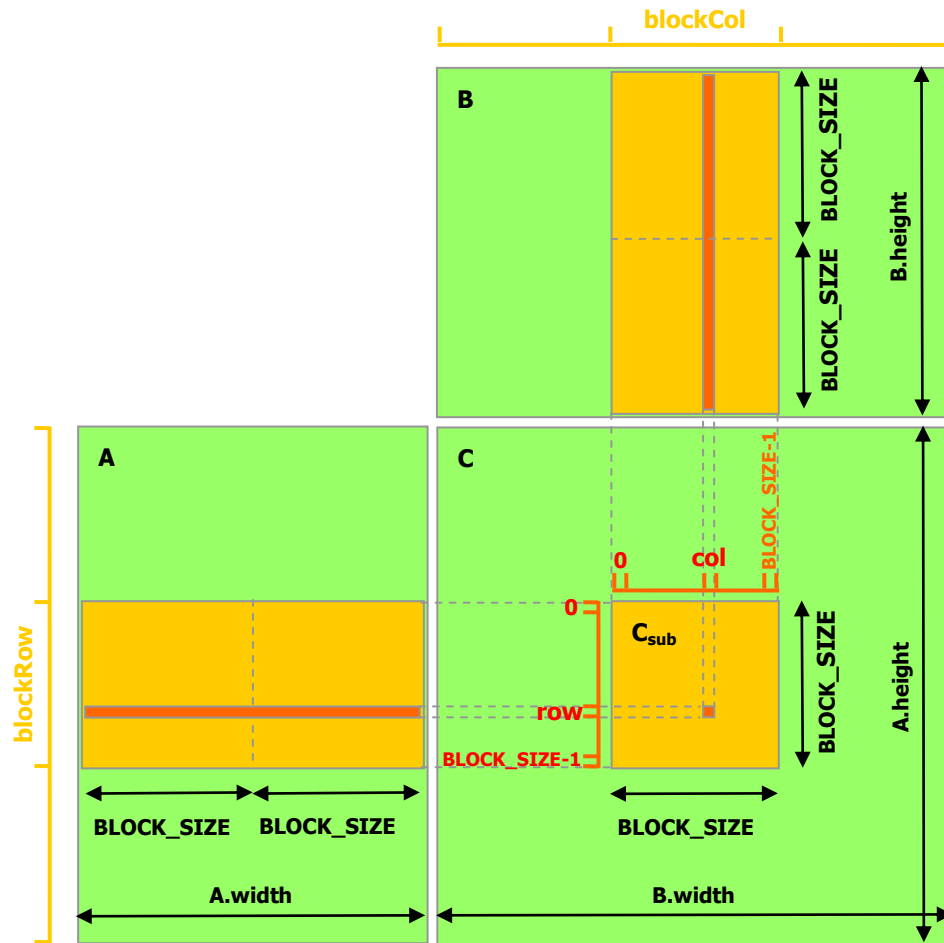 blockCol
B
BLOCK_SIZE
B.height
BLOCK_SIZE
A
C
BLOCK_SIZE-1
0
col
0
C_sub
BLOCK_SIZE
blockRow
A.height
row
BLOCK_SIZE-1
BLOCK_SIZE
BLOCK_SIZE
BLOCK_SIZE
A.width
B.width